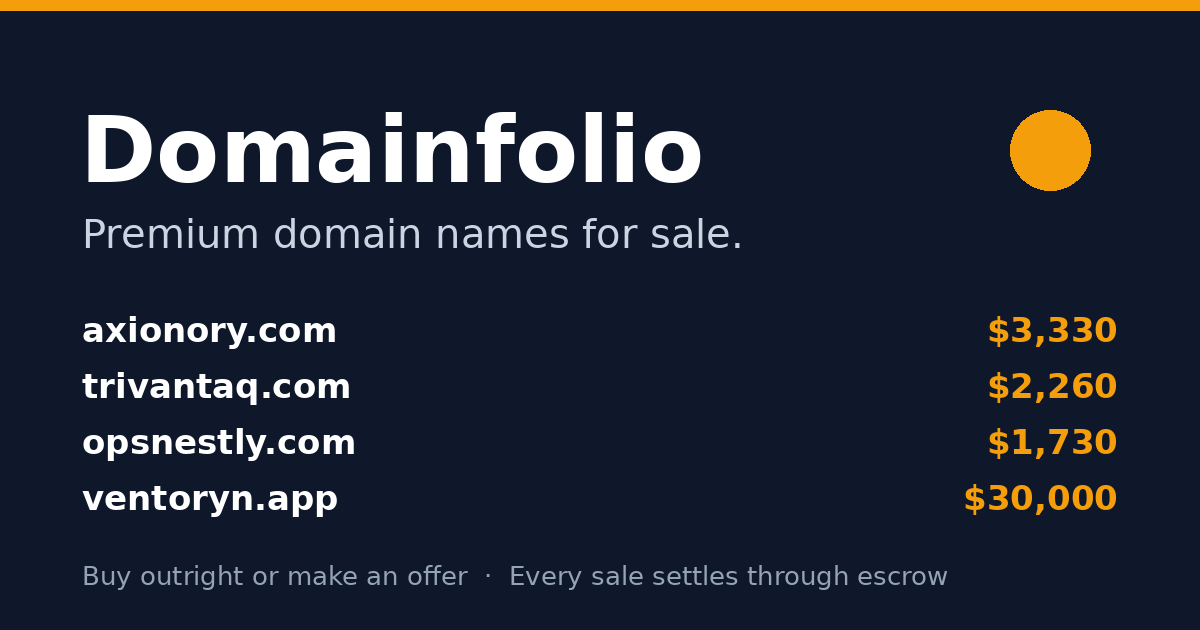 Domainfolio
Premium domain names for sale.
axionory.com $3,330
trivantaq.com $2,260
opsnestly.com $1,730
ventoryn.app $30,000
Buy outright or make an offer · Every sale settles through escrow